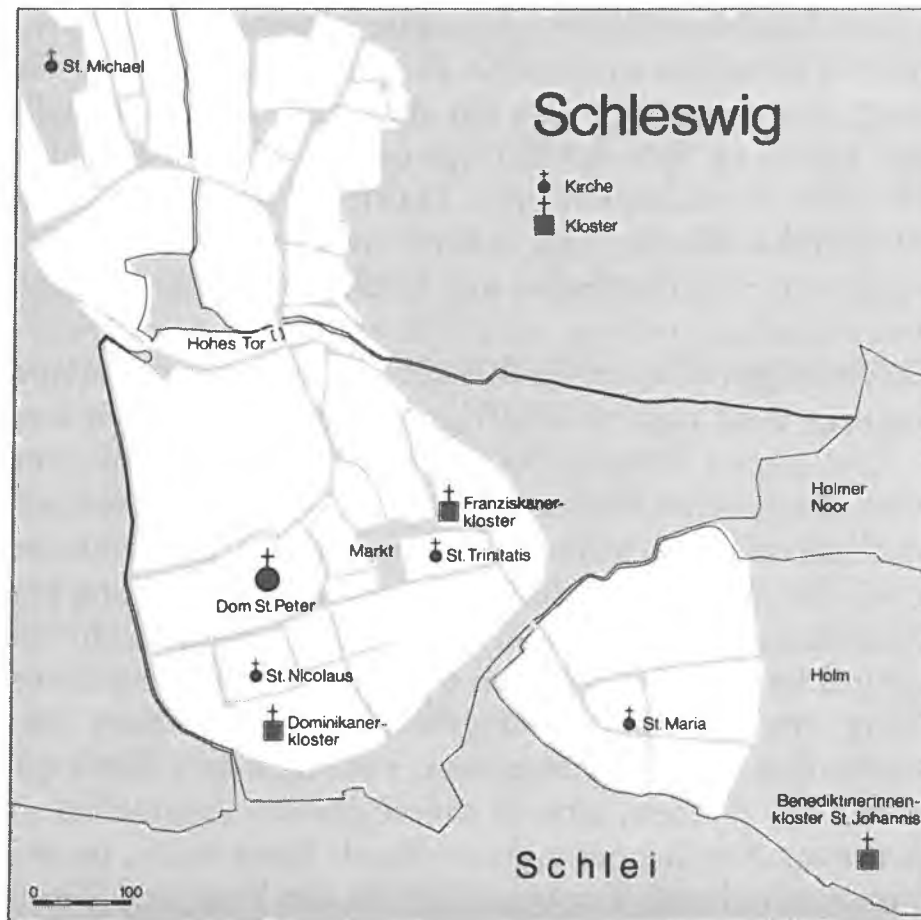 St. Michael
Schleswig
Kirche
Kloster
Hohes Tor
Franziskaner-
kloster
Holmer
Noor
Markt
St. Trinitatis
Dom St. Peter
St. Nicolaus
Holm
Dominikaner-
kloster
St. Maria
Benediktinerinnen-
kloster St. Johannis
Schlei
0 100